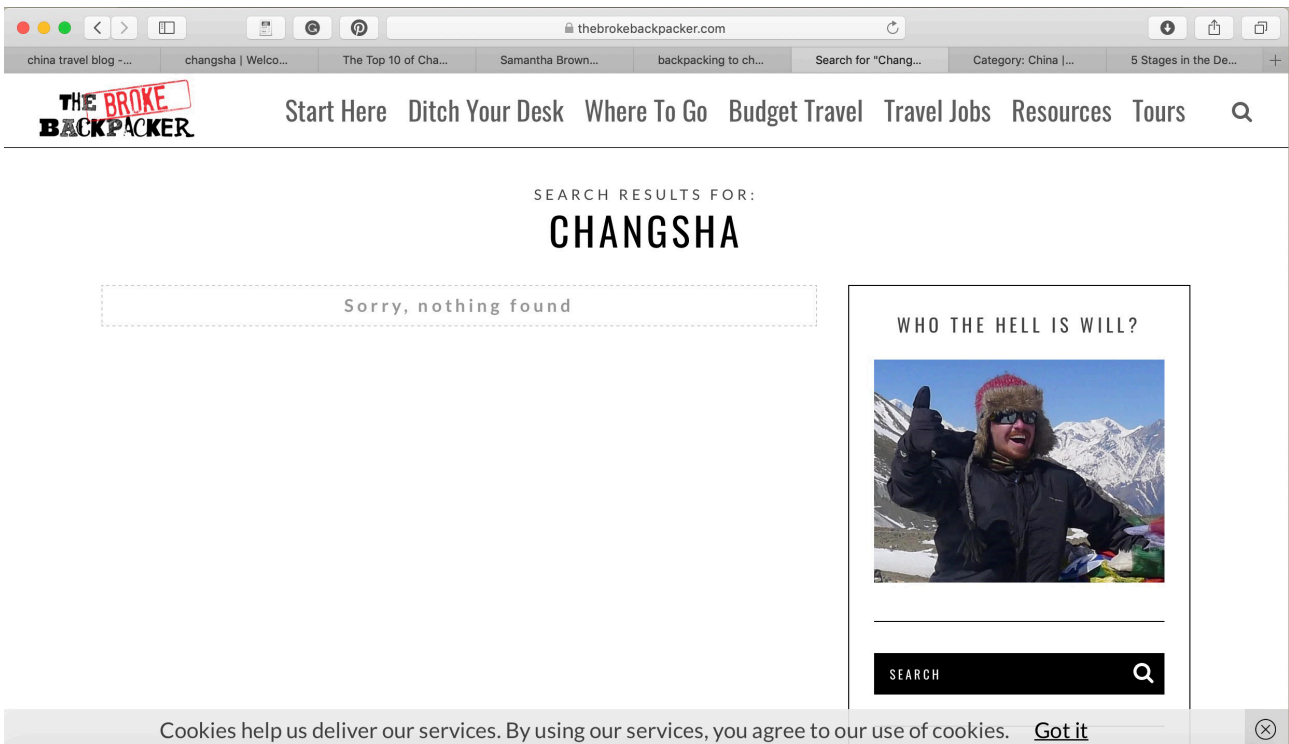 thebrokebackpacker.com
china travel blog -...
changsha | Welco...
The Top 10 of Cha...
Samantha Brown...
backpacking to ch...
Search for "Chang...
Category: China |...
5 Stages in the De...
THE BROKE
BACKPACKER
Start Here Ditch Your Desk Where To Go Budget Travel Travel Jobs Resources Tours
SEARCH RESULTS FOR:
CHANGSHA
Sorry, nothing found
WHO THE HELL IS WILL?
SEARCH
Cookies help us deliver our services. By using our services, you agree to our use of cookies. Got it